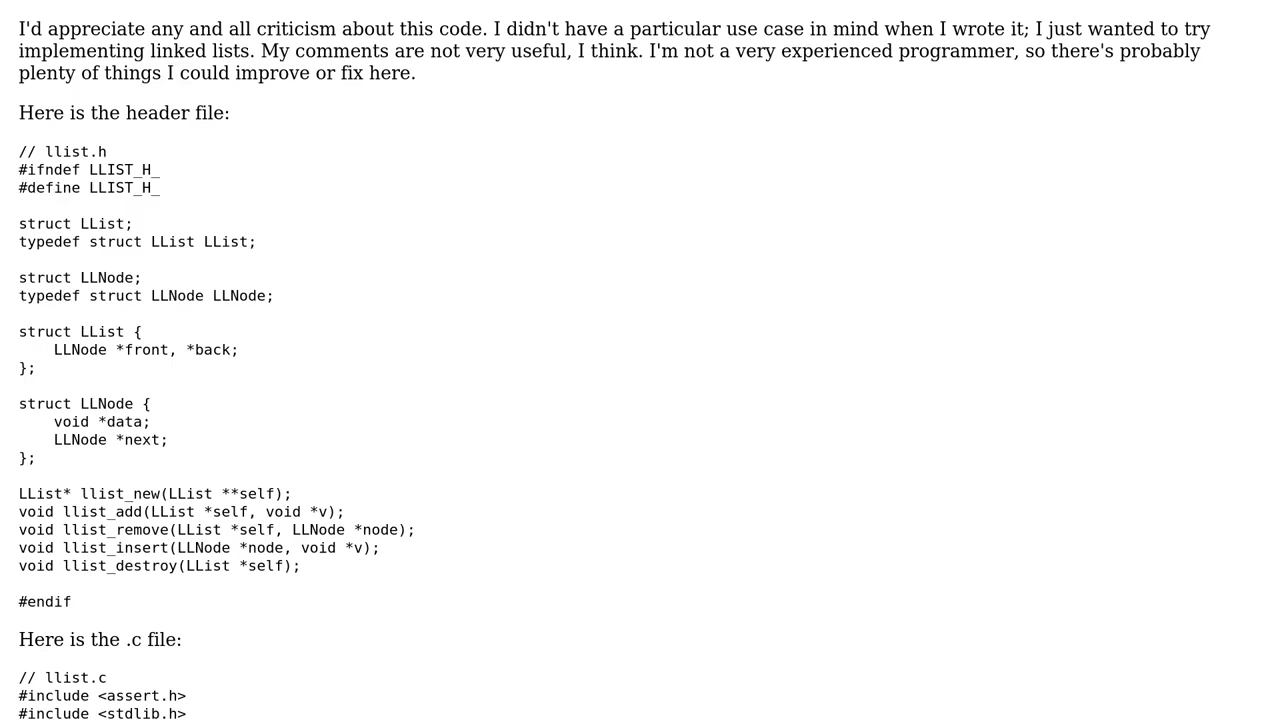 I'd appreciate any and all criticism about this code. I didn't have a particular use case in mind when I wrote it; I just wanted to try
implementing linked lists. My comments are not very useful, I think. I'm not a very experienced programmer, so there's probably
plenty of things I could improve or fix here.
Here is the header file:
// llist.h
#ifndef LLIST_H_
#define LLIST_H_
struct LList;
typedef struct LList LList;
struct LLNode;
typedef struct LLNode LLNode;
struct LList {
    LLNode *front, *back;
};
struct LLNode {
    void *data;
    LLNode *next;
};
LList* llist_new(LList **self);
void llist_add(LList *self, void *v);
void llist_remove(LList *self, LLNode *node);
void llist_insert(LLNode *node, void *v);
void llist_destroy(LList *self);
#endif
Here is the .c file:
// llist.c
#include <assert.h>
#include <stdlib.h>